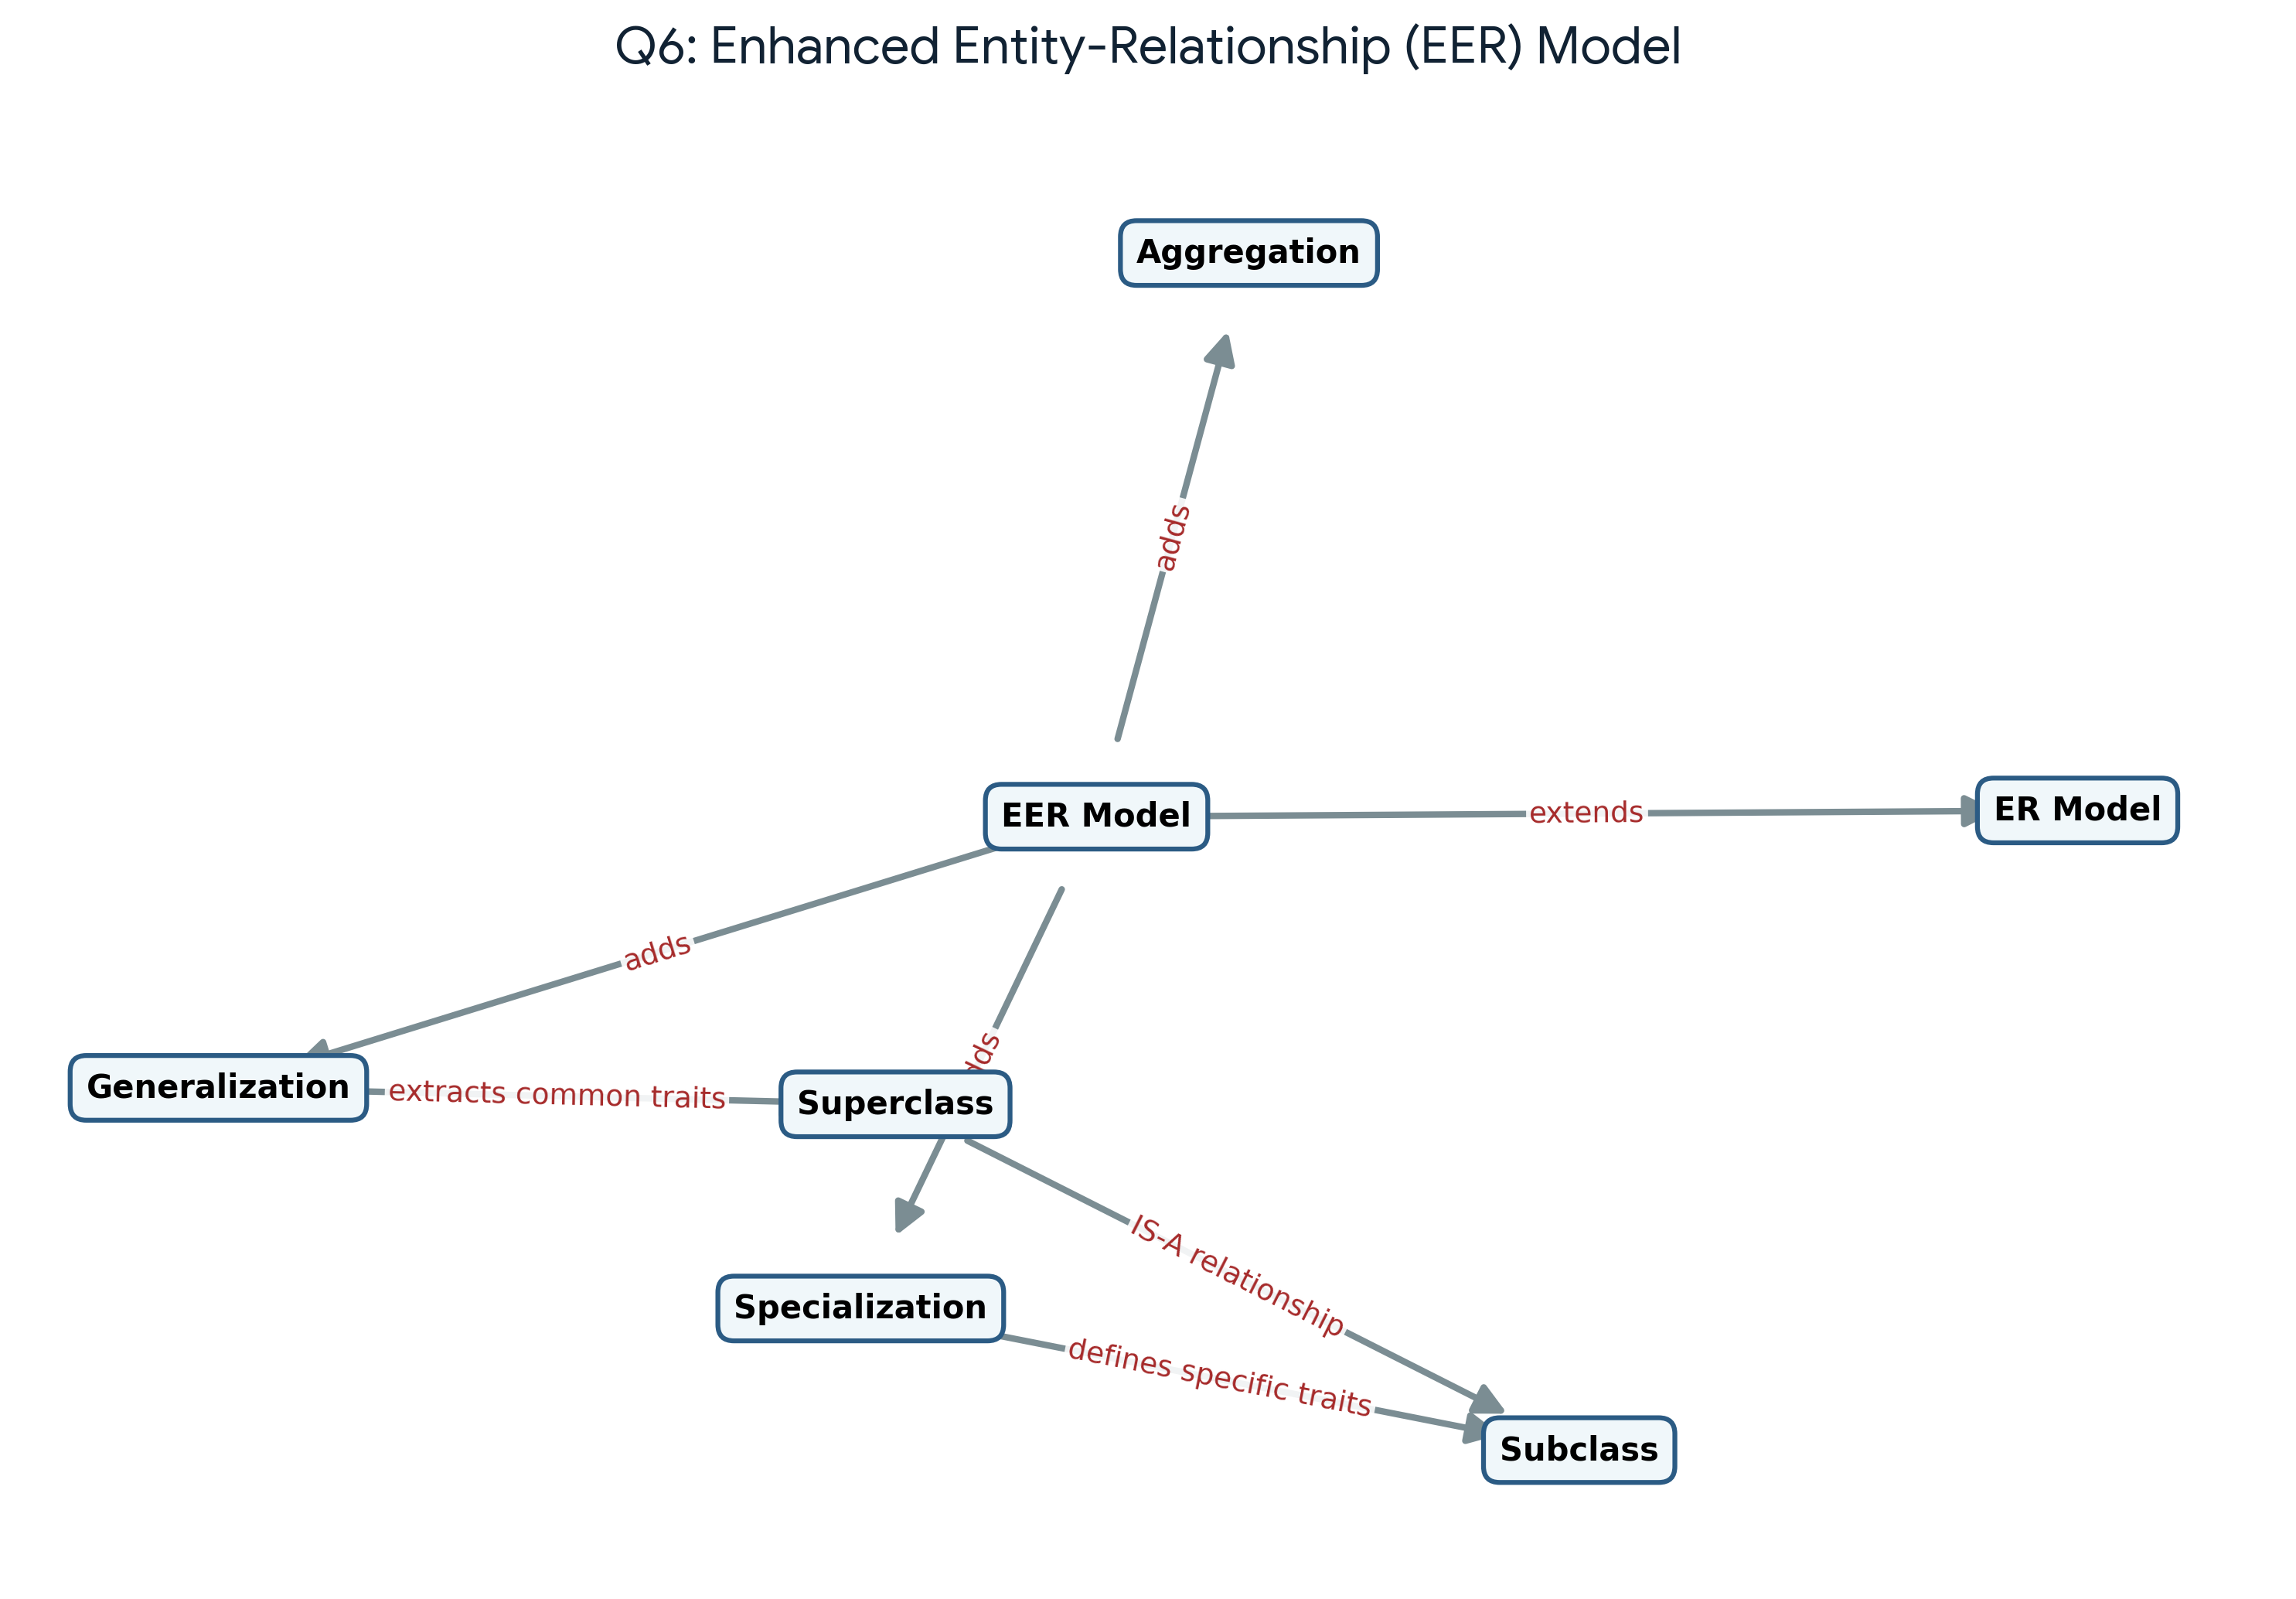 Q6: Enhanced Entity-Relationship (EER) Model
Aggregation
adds
EER Model
extends
ER Model
adds
Generalization
extracts common traits
Superclass
IS-A relationship
Specialization
defines specific traits
Subclass